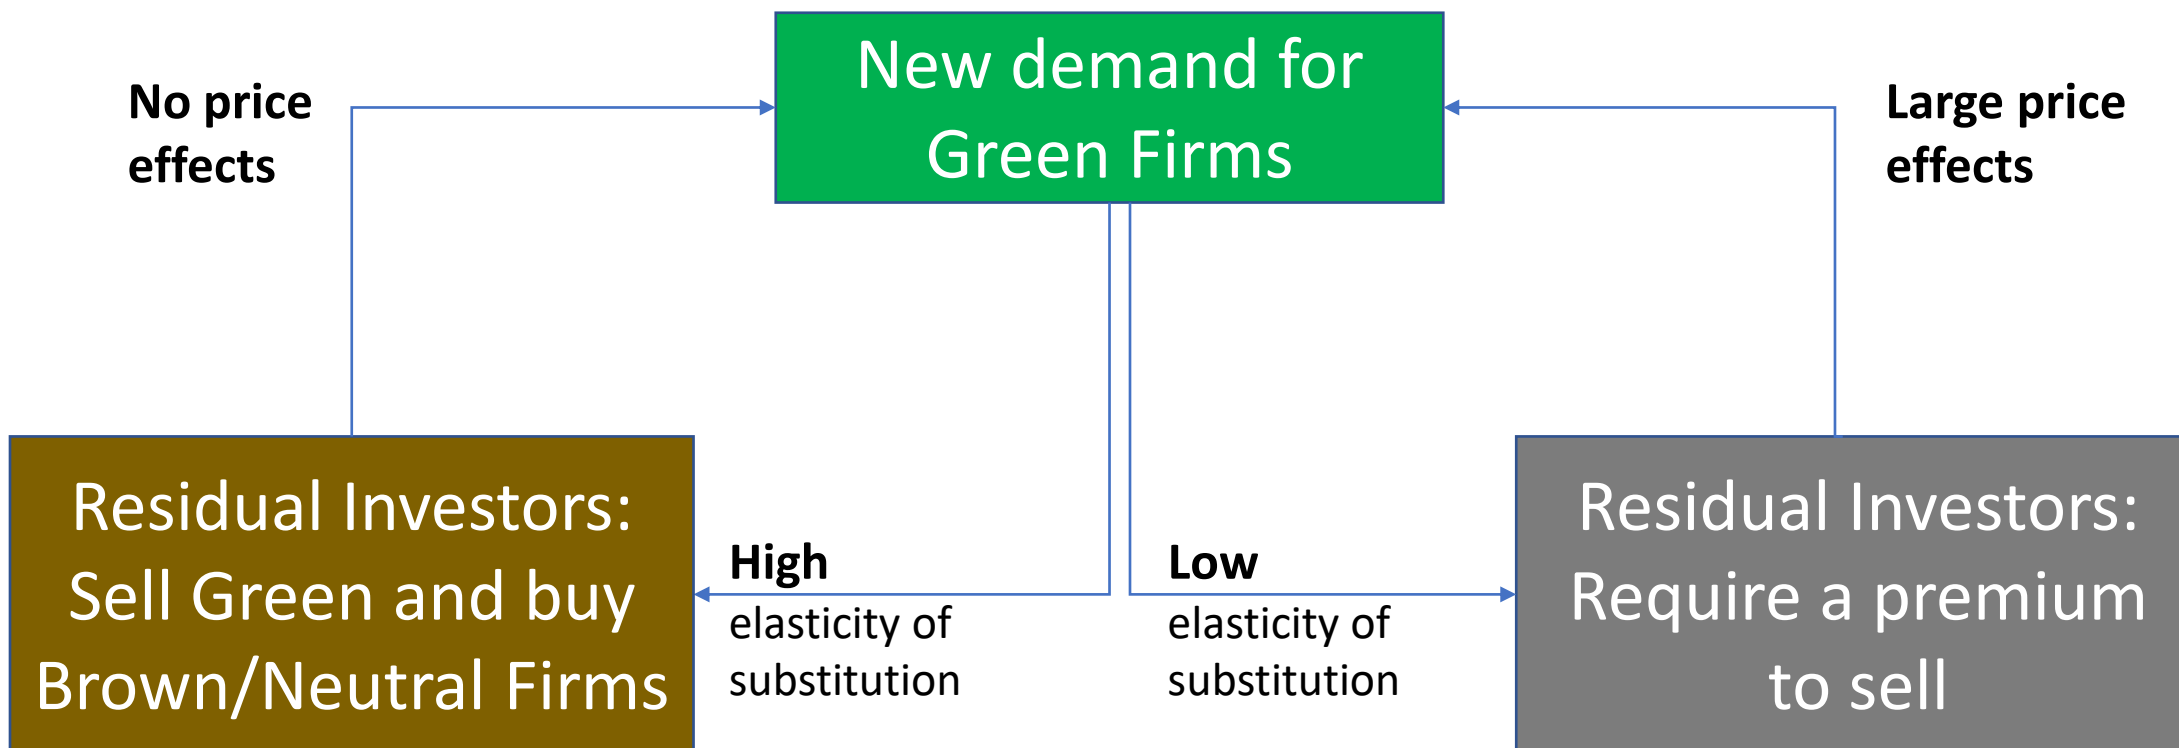 New demand for
Green Firms
No price
effects
Large price
effects
Residual Investors:
Sell Green and buy
Brown/Neutral Firms
High
elasticity of
substitution
Low
elasticity of
substitution
Residual Investors:
Require a premium
to sell